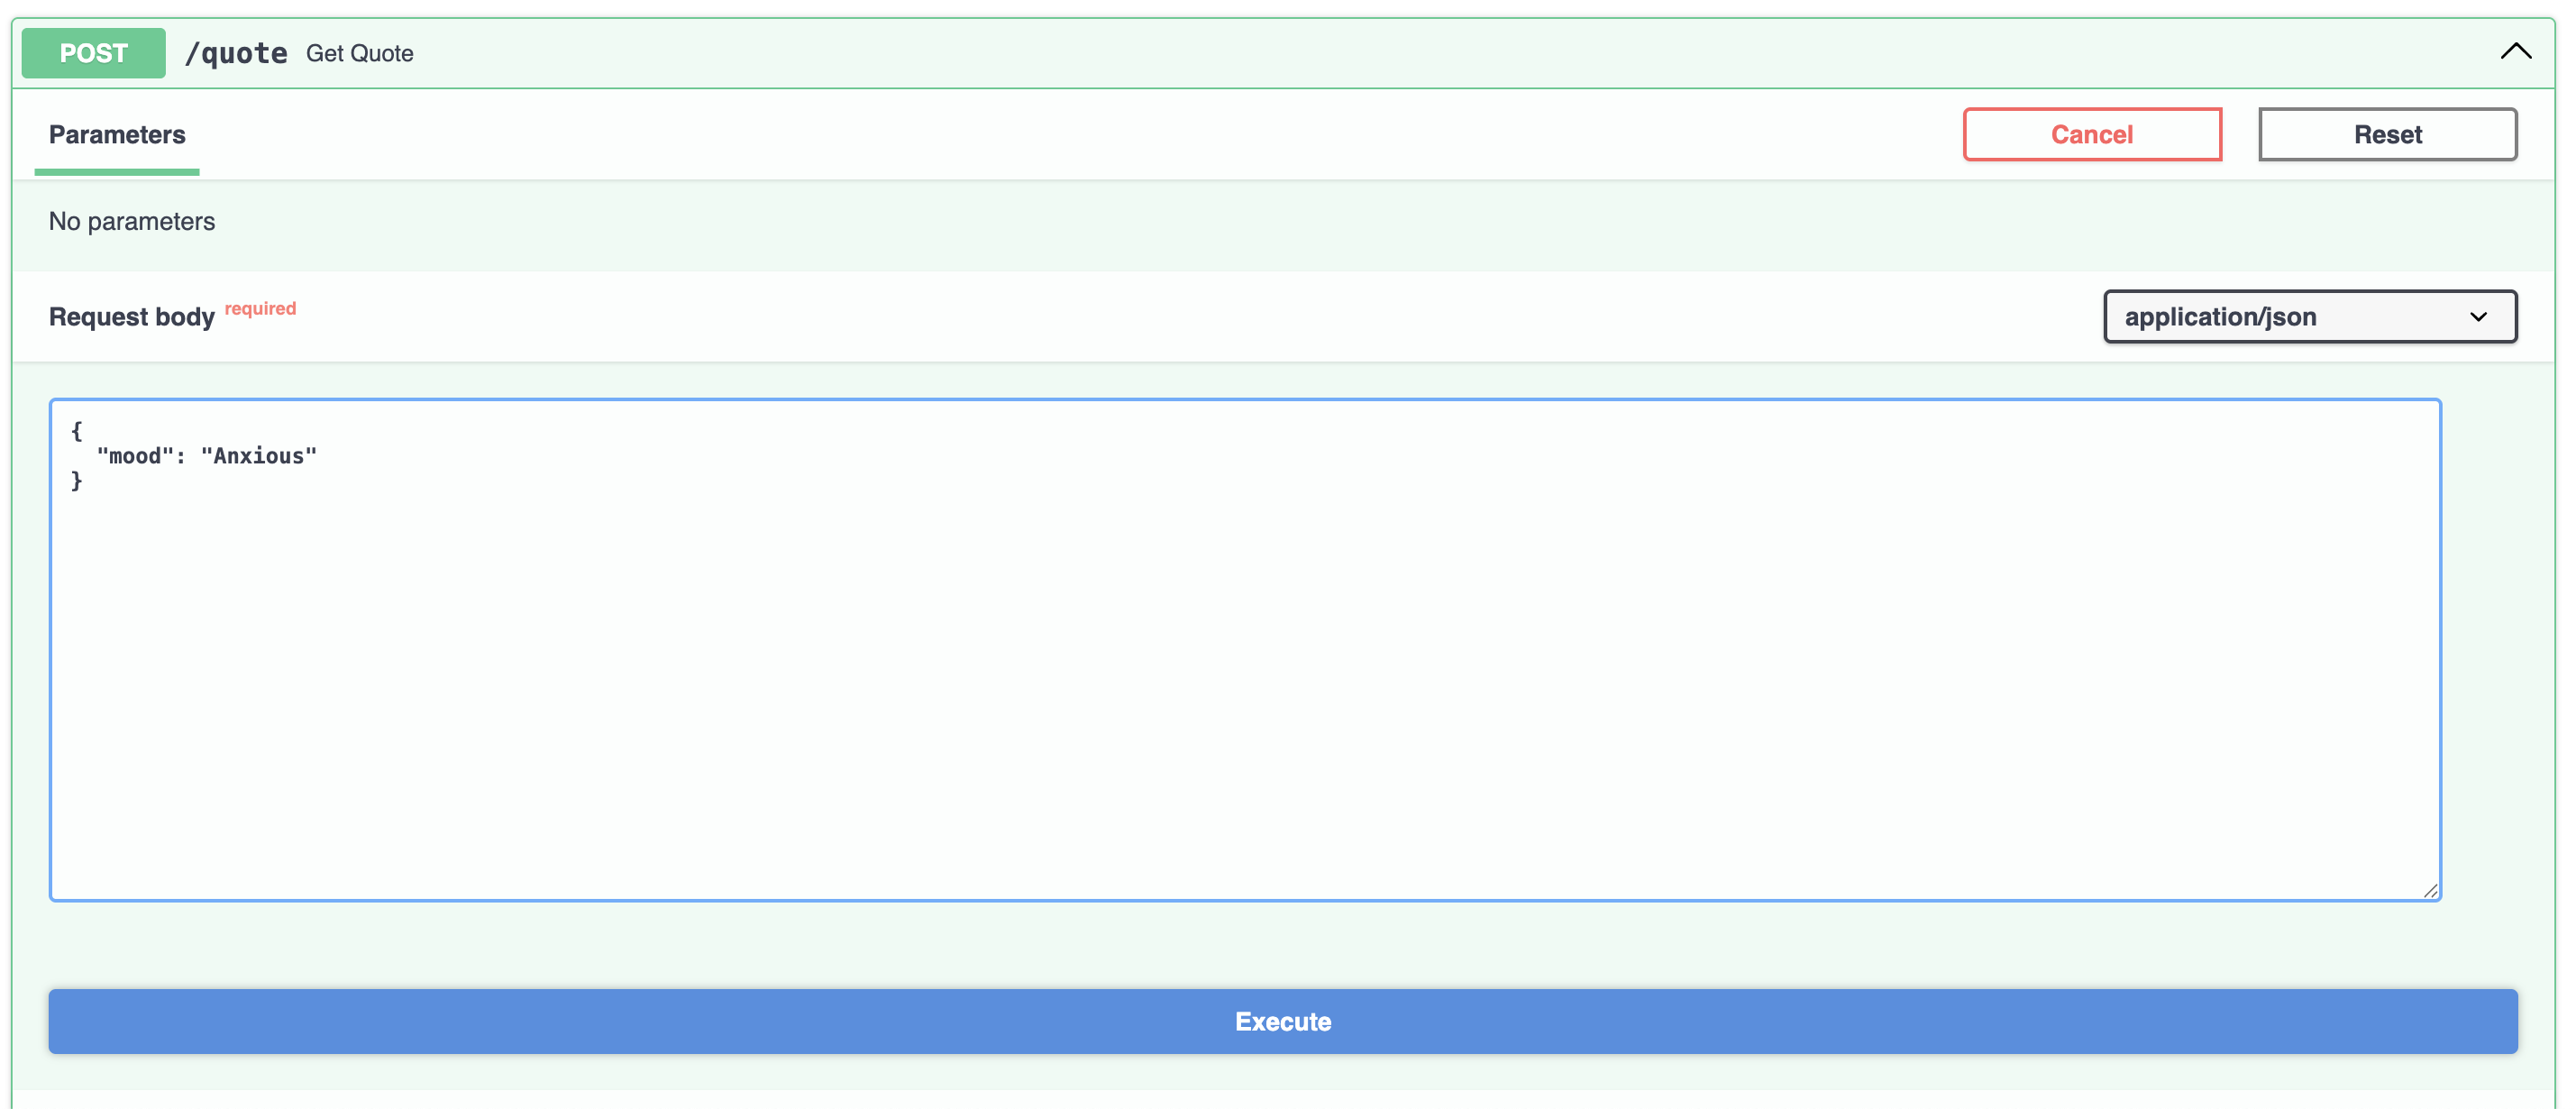 POST /quote Get Quote
Parameters
Cancel
Reset
No parameters
Request body required
application/json
{
  "mood": "Anxious"
}
Execute